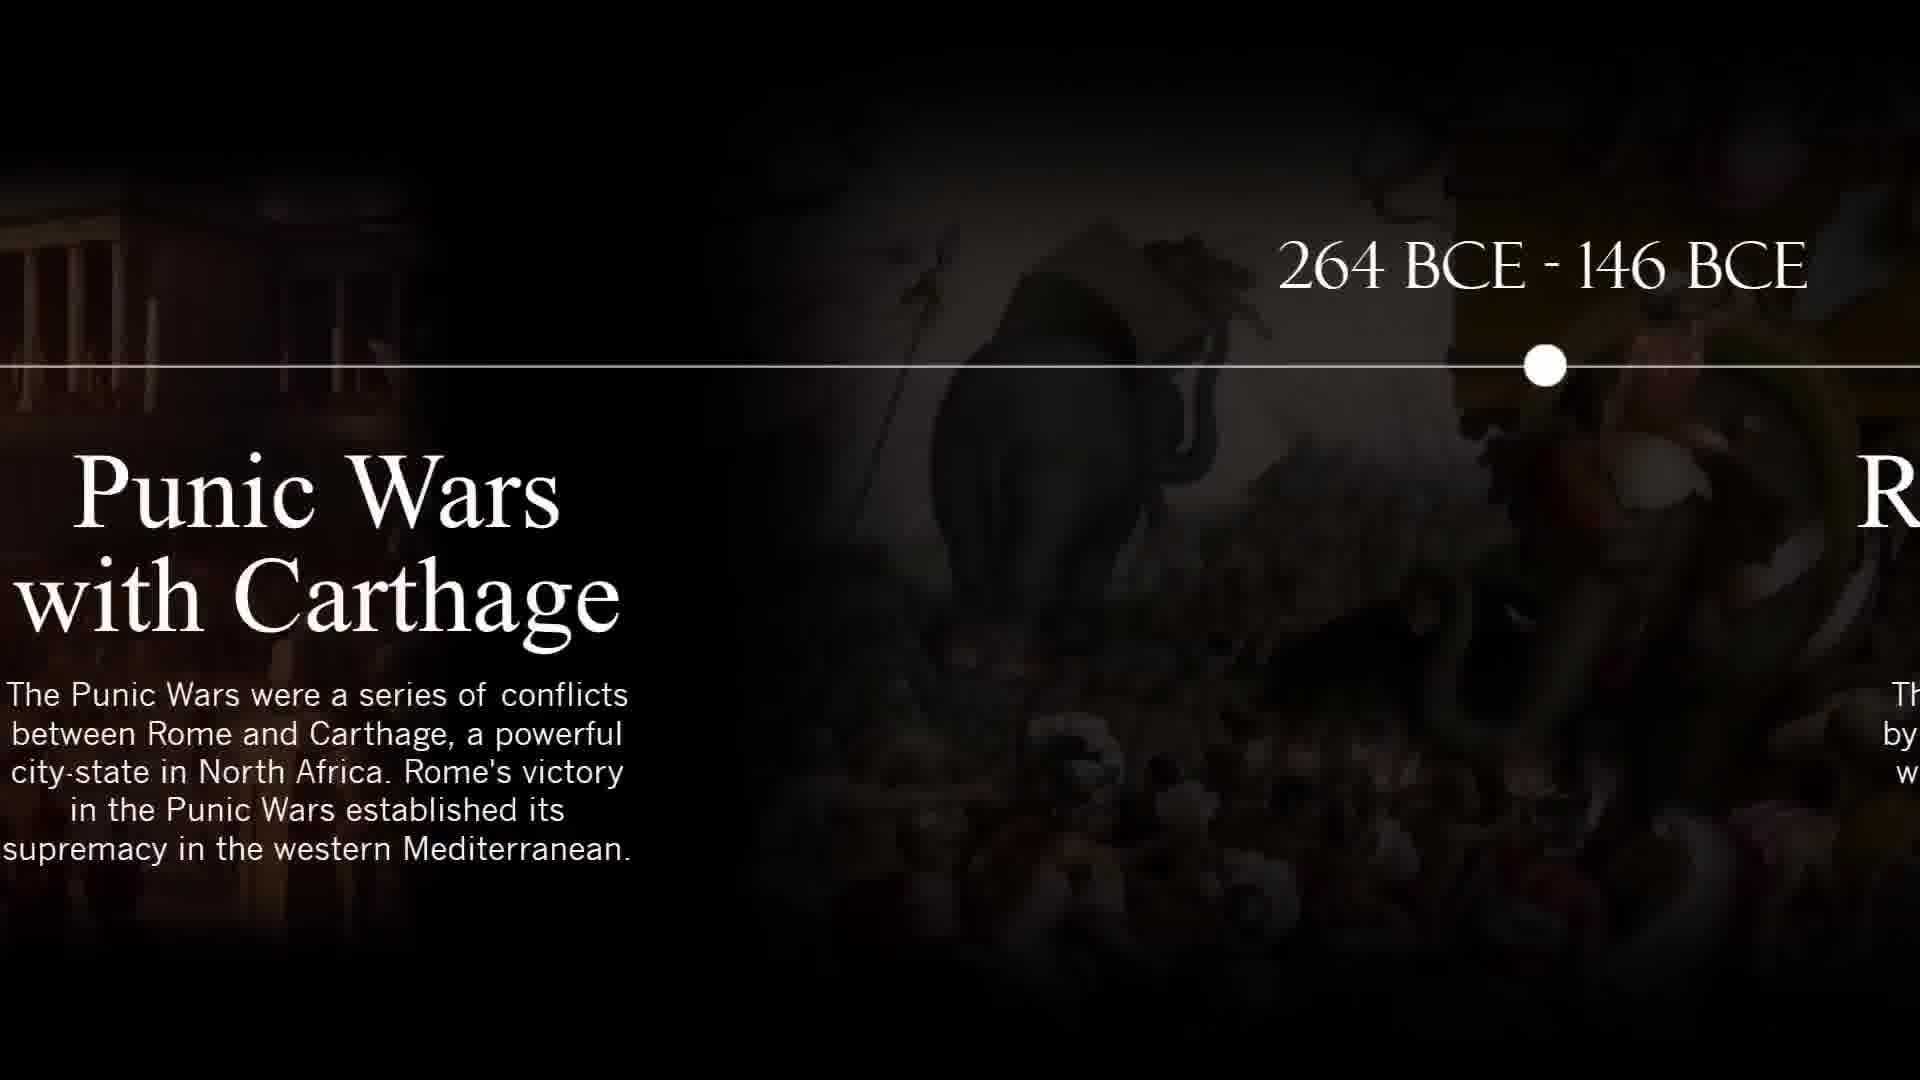 264 BCE - 146 BCE
Punic Wars
with Carthage
The Punic Wars were a series of conflicts
between Rome and Carthage, a powerful
city-state in North Africa. Rome's victory
in the Punic Wars established its
supremacy in the western Mediterranean.
R
Th
by
w